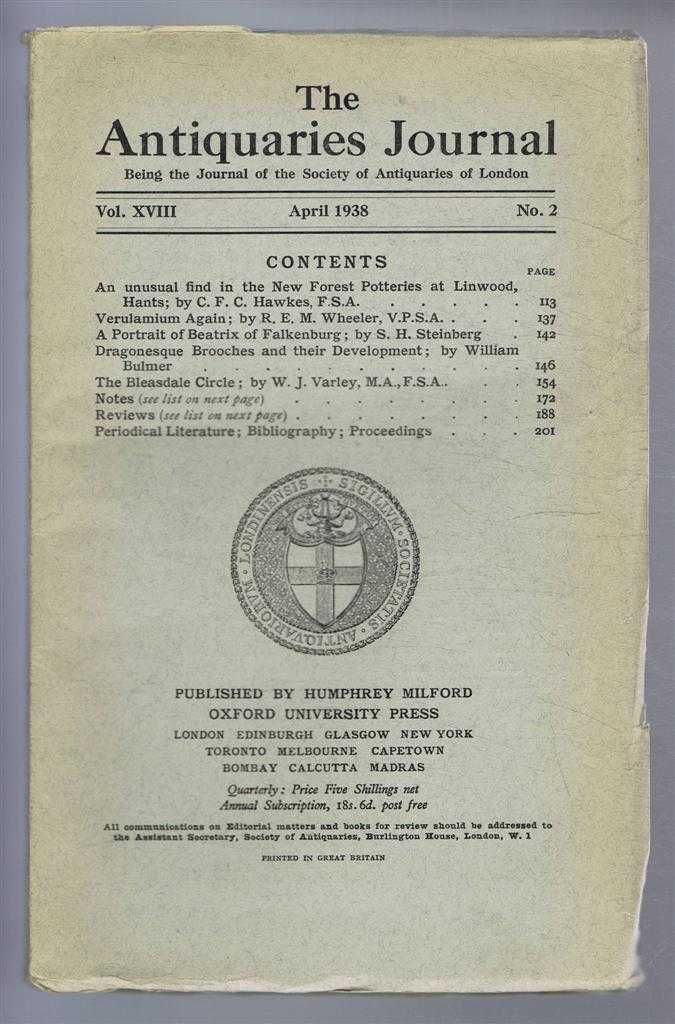 The
Antiquaries Journal
Being the Journal of the Society of Antiquaries of London
Vol. XVIII April 1938 No. 2
CONTENTS
PAGE
An unusual find in the New Forest Potteries at Linwood,
Hants; by C. F. C. Hawkes, F.S.A. . . . . . 113
Verulamium Again; by R. E. M. Wheeler, V.P.S.A. . . . 137
A Portrait of Beatrix of Falkenburg; by S. H. Steinberg . 142
Dragonesque Brooches and their Development; by William
Bulmer . . . . . . . . . . . 146
The Bleasdale Circle; by W. J. Varley, M.A., F.S.A. . . . 154
Notes (see list on next page) . . . . . . . . 172
Reviews (see list on next page) . . . . . . . 188
Periodical Literature; Bibliography; Proceedings . . . 201
SIGILLVM · SOCIETATIS · ANTIQVARIORVM · LONDINENSIS
PUBLISHED BY HUMPHREY MILFORD
OXFORD UNIVERSITY PRESS
LONDON EDINBURGH GLASGOW NEW YORK
TORONTO MELBOURNE CAPETOWN
BOMBAY CALCUTTA MADRAS
Quarterly: Price Five Shillings net
Annual Subscription, 18s. 6d. post free
All communications on Editorial matters and books for review should be addressed to
the Assistant Secretary, Society of Antiquaries, Burlington House, London, W. 1
PRINTED IN GREAT BRITAIN